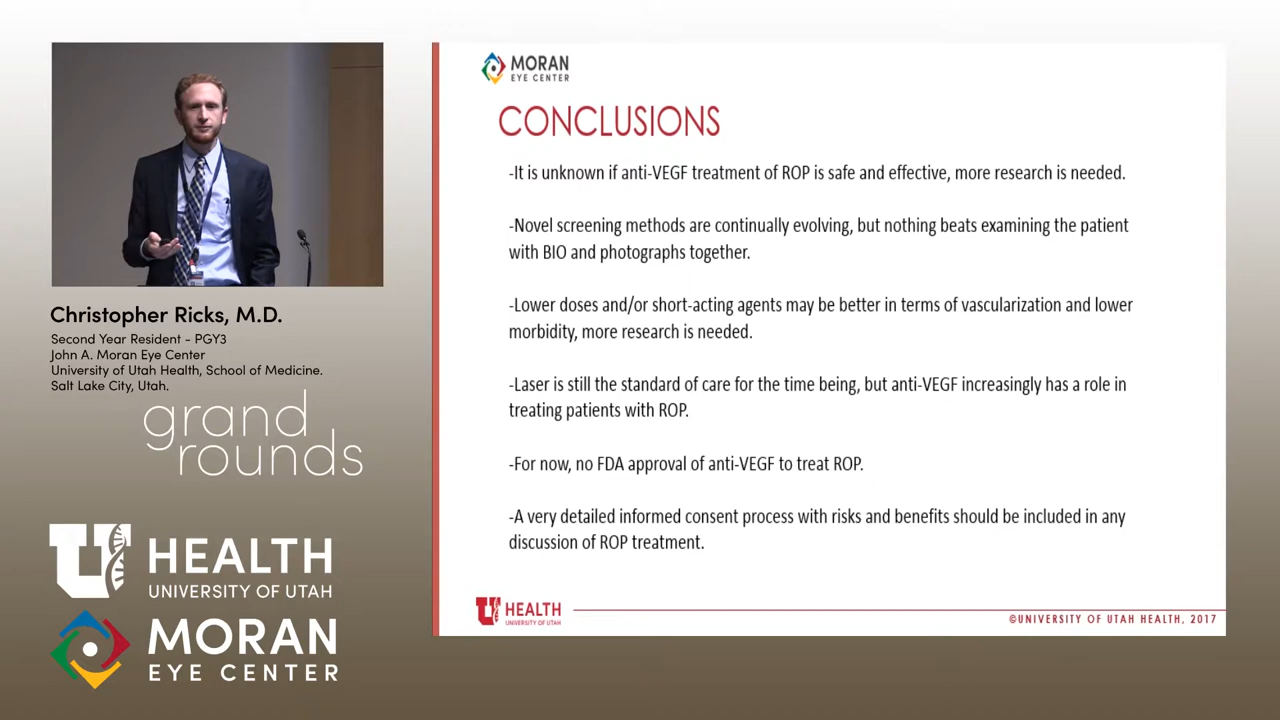 Christopher Ricks, M.D.
Second Year Resident - PGY3
John A. Moran Eye Center
University of Utah Health, School of Medicine.
Salt Lake City, Utah.
grand
rounds
U HEALTH
UNIVERSITY OF UTAH
MORAN
EYE CENTER
MORAN
EYE CENTER
CONCLUSIONS
-It is unknown if anti-VEGF treatment of ROP is safe and effective, more research is needed.
-Novel screening methods are continually evolving, but nothing beats examining the patient
with BIO and photographs together.
-Lower doses and/or short-acting agents may be better in terms of vascularization and lower
morbidity, more research is needed.
-Laser is still the standard of care for the time being, but anti-VEGF increasingly has a role in
treating patients with ROP.
-For now, no FDA approval of anti-VEGF to treat ROP.
-A very detailed informed consent process with risks and benefits should be included in any
discussion of ROP treatment.
U HEALTH
UNIVERSITY OF UTAH
©UNIVERSITY OF UTAH HEALTH, 2017